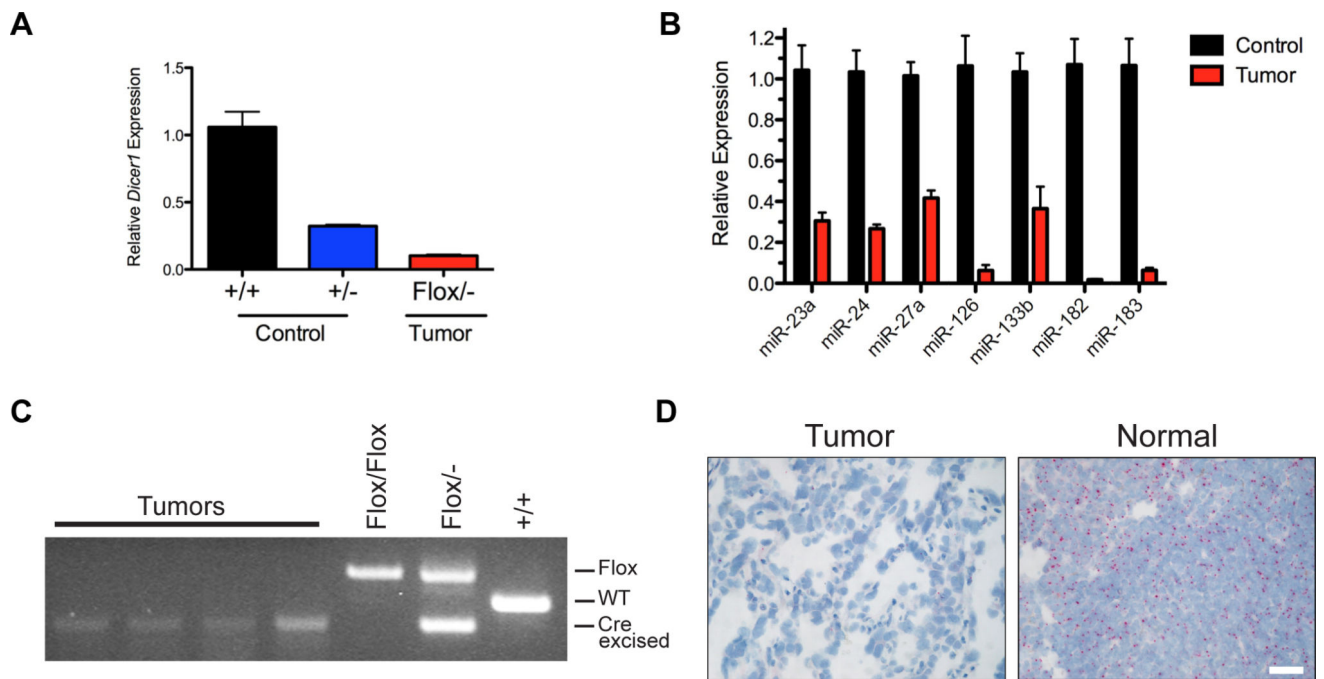 A
Relative Dicer1 Expression
1.5
1.0
0.5
0.0
+/+
+/-
Flox/-
Control
Tumor
B
Relative Expression
1.2
1.0
0.8
0.6
0.4
0.2
0.0
miR-23a
miR-24
miR-27a
miR-126
miR-133b
miR-182
miR-183
Control
Tumor
C
Tumors
Flox/Flox
Flox/-
+/+
Flox
WT
Cre
excised
D
Tumor
Normal